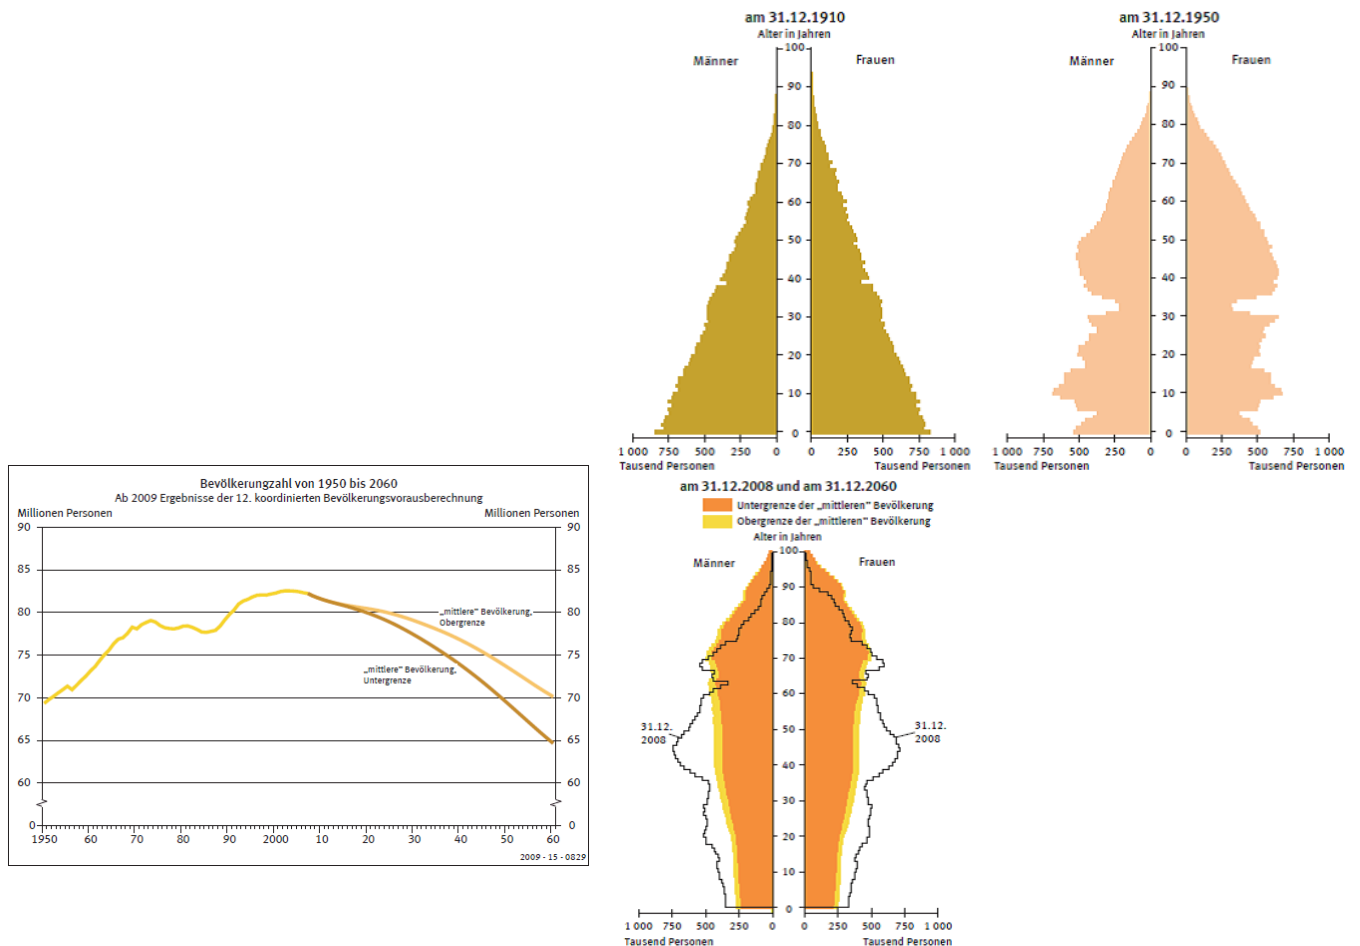 am 31.12.1910
Alter in Jahren
Männer
Frauen
100
90
80
70
60
50
40
30
20
10
0
1 000 750 500 250 0
0 250 500 750 1 000
Tausend Personen
Tausend Personen
am 31.12.1950
Alter in Jahren
Männer
Frauen
100
90
80
70
60
50
40
30
20
10
0
1 000 750 500 250 0
0 250 500 750 1 000
Tausend Personen
Tausend Personen
Bevölkerungzahl von 1950 bis 2060
Ab 2009 Ergebnisse der 12. koordinierten Bevölkerungsvorausberechnung
Millionen Personen
Millionen Personen
90 90
85 85
80 80
„mittlere“ Bevölkerung,
Obergrenze
75 75
„mittlere“ Bevölkerung,
Untergrenze
70 70
65 65
60 60
0 0
1950 60 70 80 90 2000 10 20 30 40 50 60
2009 - 15 - 0829
am 31.12.2008 und am 31.12.2060
Untergrenze der „mittleren“ Bevölkerung
Obergrenze der „mittleren“ Bevölkerung
Alter in Jahren
Männer
Frauen
100
90
80
70
60
50
40
30
20
10
0
31.12.
2008
31.12.
2008
1 000 750 500 250 0
0 250 500 750 1 000
Tausend Personen
Tausend Personen